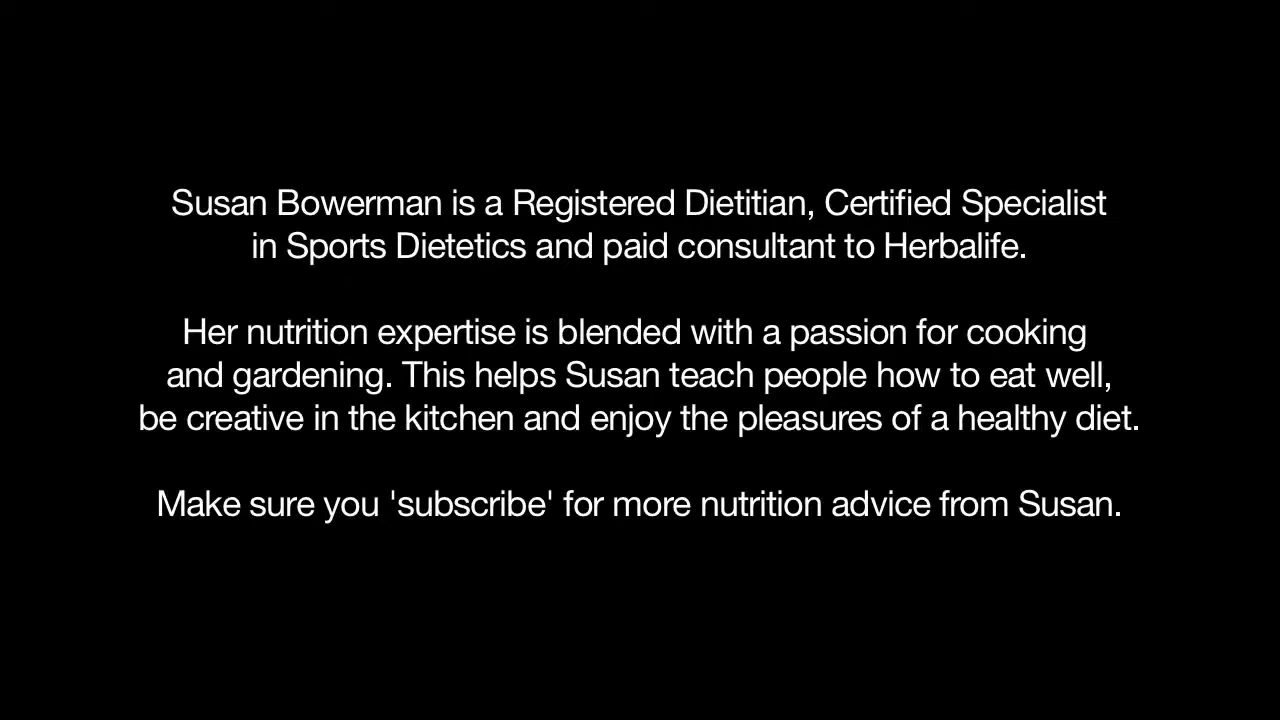 Susan Bowerman is a Registered Dietitian, Certified Specialist
in Sports Dietetics and paid consultant to Herbalife.
Her nutrition expertise is blended with a passion for cooking
and gardening. This helps Susan teach people how to eat well,
be creative in the kitchen and enjoy the pleasures of a healthy diet.
Make sure you 'subscribe' for more nutrition advice from Susan.